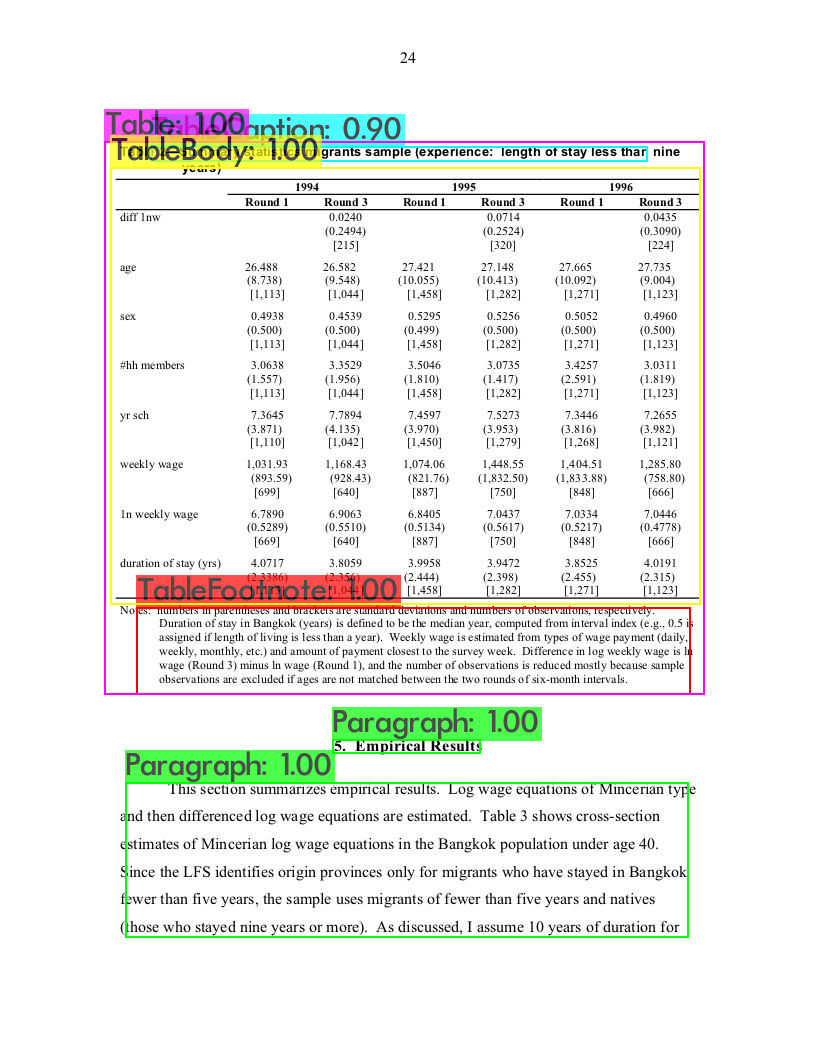 24
Table: 1.00
TableCaption: 0.90
TableBody: 1.00
statistics migrants sample (experience: length of stay less than nine
years)
1994 1995 1996
Round 1 Round 3 Round 1 Round 3 Round 1 Round 3
diff 1nw 0.0240 0.0714 0.0435
(0.2494) (0.2524) (0.3090)
[215] [320] [224]
age 26.488 26.582 27.421 27.148 27.665 27.735
(8.738) (9.548) (10.055) (10.413) (10.092) (9.004)
[1,113] [1,044] [1,458] [1,282] [1,271] [1,123]
sex 0.4938 0.4539 0.5295 0.5256 0.5052 0.4960
(0.500) (0.500) (0.499) (0.500) (0.500) (0.500)
[1,113] [1,044] [1,458] [1,282] [1,271] [1,123]
#hh members 3.0638 3.3529 3.5046 3.0735 3.4257 3.0311
(1.557) (1.956) (1.810) (1.417) (2.591) (1.819)
[1,113] [1,044] [1,458] [1,282] [1,271] [1,123]
yr sch 7.3645 7.7894 7.4597 7.5273 7.3446 7.2655
(3.871) (4.135) (3.970) (3.953) (3.816) (3.982)
[1,110] [1,042] [1,450] [1,279] [1,268] [1,121]
weekly wage 1,031.93 1,168.43 1,074.06 1,448.55 1,404.51 1,285.80
(893.59) (928.43) (821.76) (1,832.50) (1,833.88) (758.80)
[699] [640] [887] [750] [848] [666]
1n weekly wage 6.7890 6.9063 6.8405 7.0437 7.0334 7.0446
(0.5289) (0.5510) (0.5134) (0.5617) (0.5217) (0.4778)
[669] [640] [887] [750] [848] [666]
duration of stay (yrs) 4.0717 3.8059 3.9958 3.9472 3.8525 4.0191
(2.444) (2.398) (2.455) (2.315)
TableFootnote: 1.00
[1,458] [1,282] [1,271] [1,123]
Notes: numbers in parentheses and brackets are standard deviations and numbers of observations, respectively.
Duration of stay in Bangkok (years) is defined to be the median year, computed from interval index (e.g., 0.5 is
assigned if length of living is less than a year). Weekly wage is estimated from types of wage payment (daily,
weekly, monthly, etc.) and amount of payment closest to the survey week. Difference in log weekly wage is ln
wage (Round 3) minus ln wage (Round 1), and the number of observations is reduced mostly because sample
observations are excluded if ages are not matched between the two rounds of six-month intervals.
Paragraph: 1.00
5. Empirical Results
Paragraph: 1.00
This section summarizes empirical results. Log wage equations of Mincerian type
and then differenced log wage equations are estimated. Table 3 shows cross-section
estimates of Mincerian log wage equations in the Bangkok population under age 40.
Since the LFS identifies origin provinces only for migrants who have stayed in Bangkok
fewer than five years, the sample uses migrants of fewer than five years and natives
(those who stayed nine years or more). As discussed, I assume 10 years of duration for